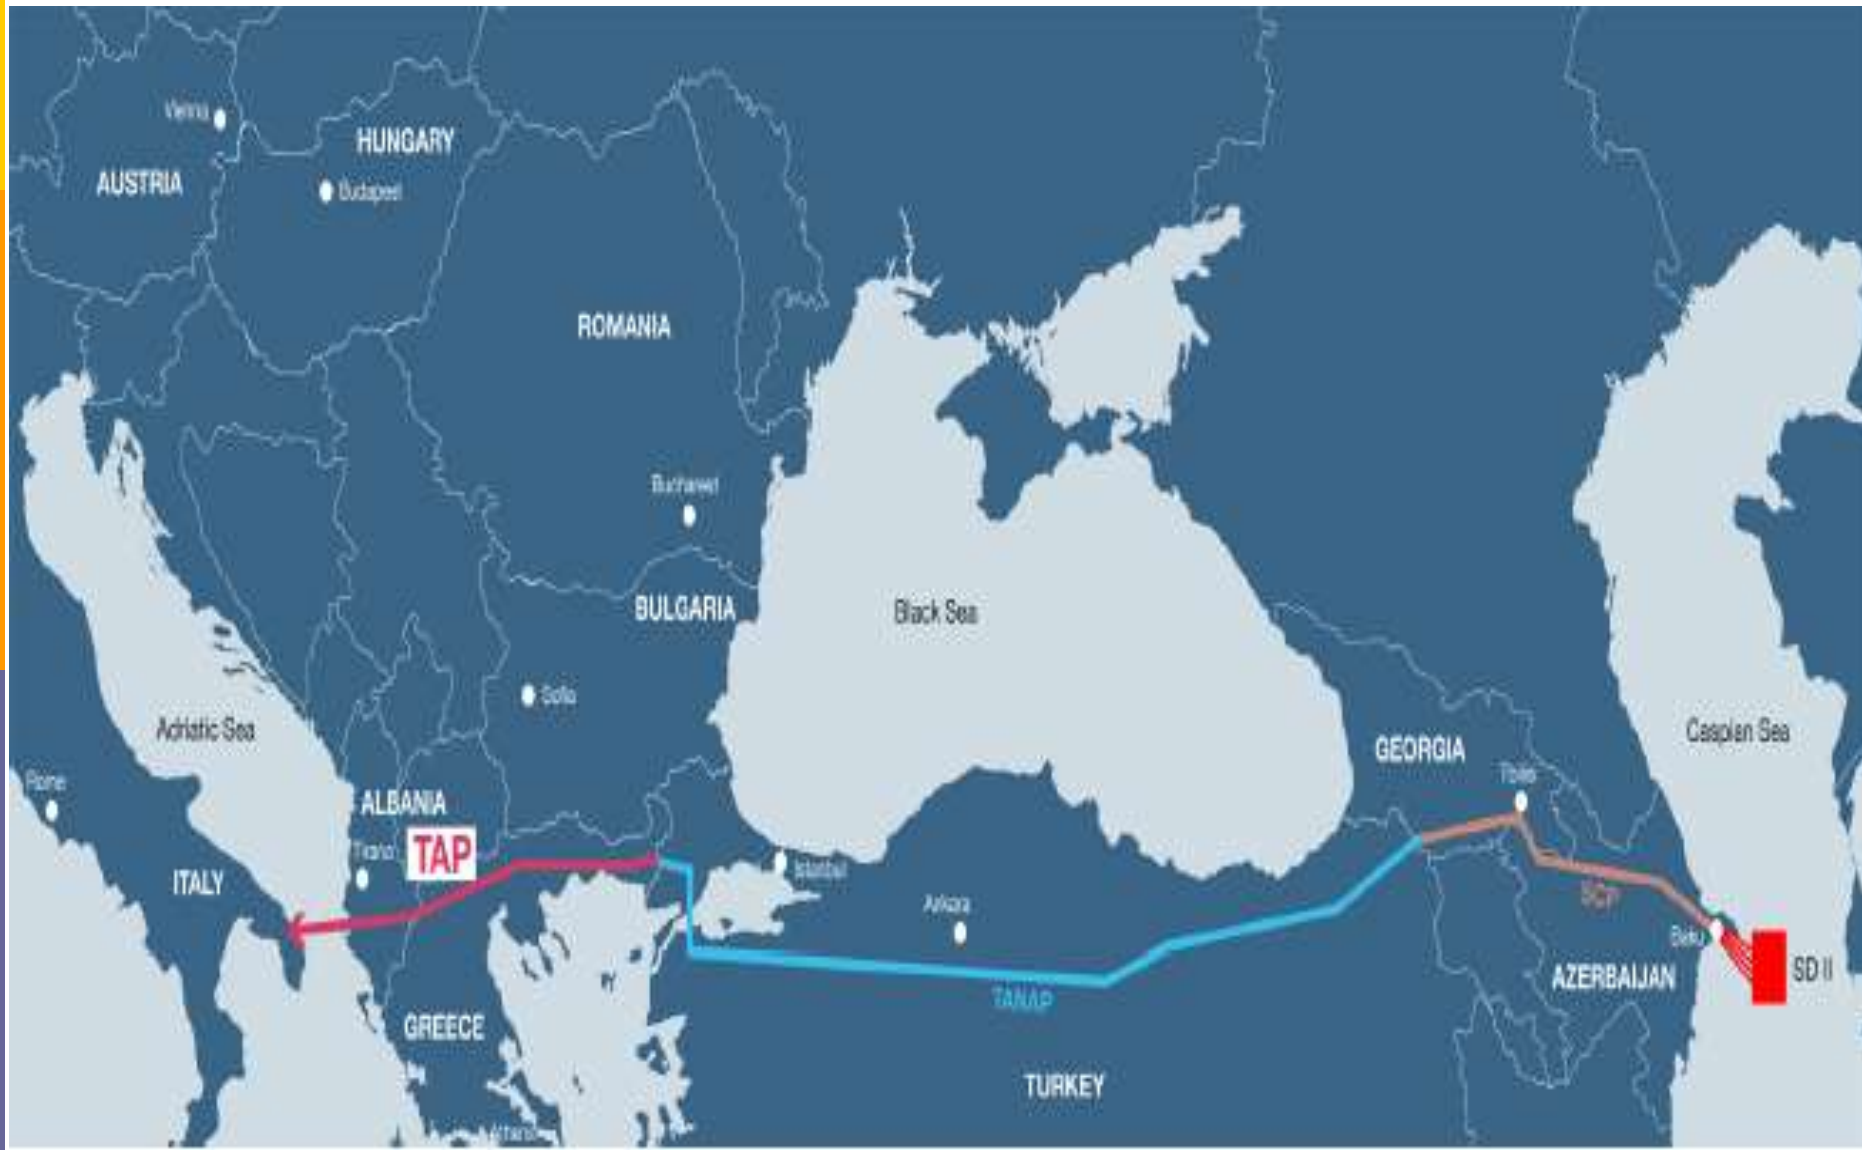 Vienna
HUNGARY
AUSTRIA
Budapest
ROMANIA
Bucharest
BULGARIA
Black Sea
Sofia
Adriatic Sea
Caspian Sea
GEORGIA
Rome
Tbilisi
ALBANIA
TAP
Tirana
Istanbul
ITALY
Ankara
SCP
Baku
SD II
AZERBAIJAN
TANAP
GREECE
TURKEY
Athens